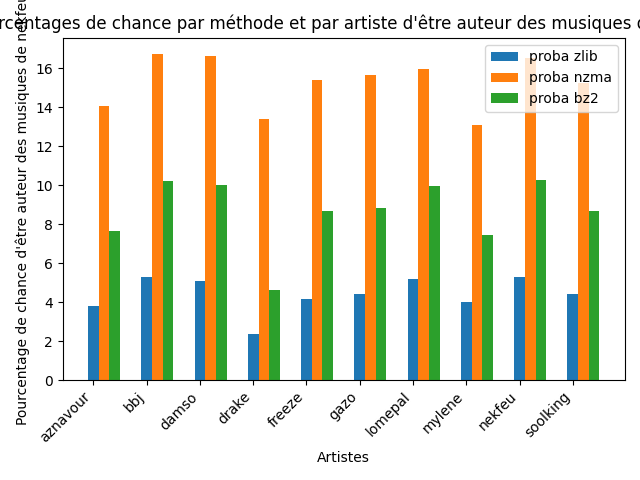 rcentages de chance par méthode et par artiste d'être auteur des musiques d
Pourcentage de chance d'être auteur des musiques de nekfeu
16
14
12
10
8
6
4
2
0
proba zlib
proba nzma
proba bz2
aznavour
bbj
damso
drake
freeze
gazo
lomepal
mylene
nekfeu
soolking
Artistes